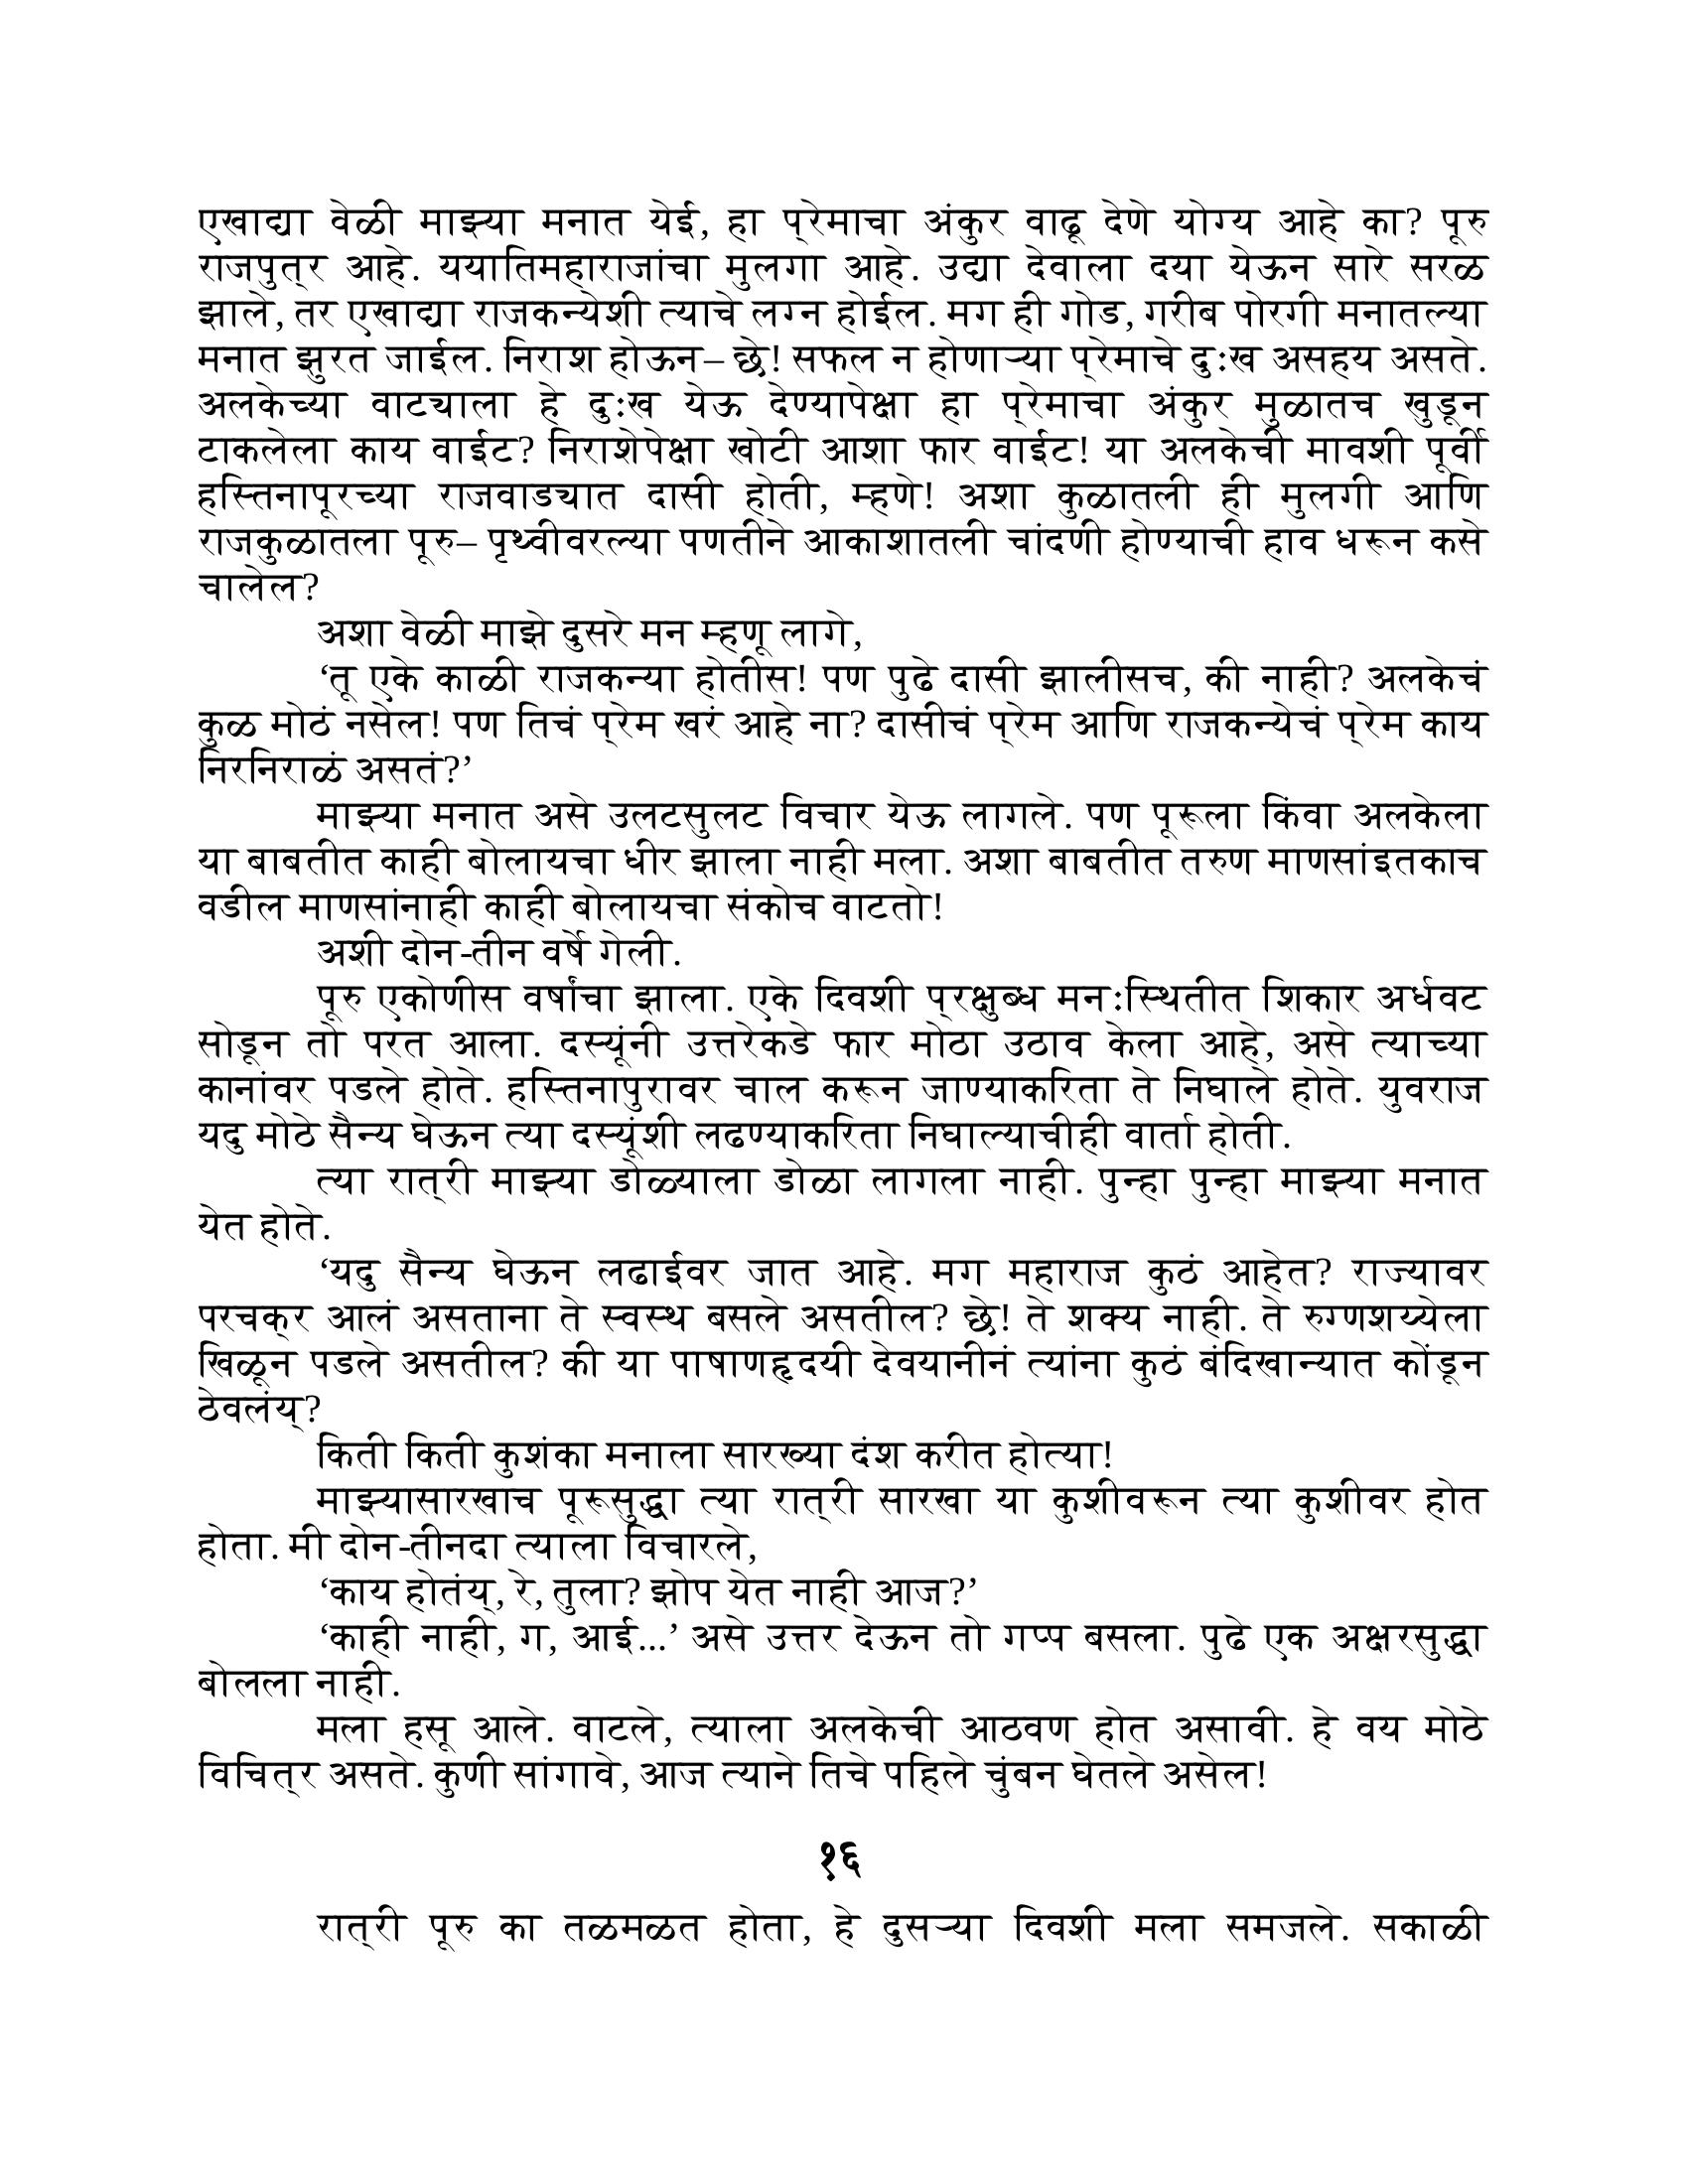 एखाद्या वेळी माझ्या मनात येई, हा प्रेमाचा अंकुर वाढू देणे योग्य आहे का? पूरु
राजपुत्र आहे. ययातिमहाराजांचा मुलगा आहे. उद्या देवाला दया येऊन सारे सरळ
झाले, तर एखाद्या राजकन्येशी त्याचे लग्न होईल. मग ही गोड, गरीब पोरगी मनातल्या
मनात झुरत जाईल. निराश होऊन– छे! सफल न होणाऱ्या प्रेमाचे दुःख असहय असते.
अलकेच्या वाट्याला हे दुःख येऊ देण्यापेक्षा हा प्रेमाचा अंकुर मुळातच खुडून
टाकलेला काय वाईट? निराशेपेक्षा खोटी आशा फार वाईट! या अलकेची मावशी पूर्वी
हस्तिनापूरच्या राजवाड्यात दासी होती, म्हणे! अशा कुळातली ही मुलगी आणि
राजकुळातला पूरु– पृथ्वीवरल्या पणतीने आकाशातली चांदणी होण्याची हाव धरून कसे
चालेल?
अशा वेळी माझे दुसरे मन म्हणू लागे,
‘तू एके काळी राजकन्या होतीस! पण पुढे दासी झालीसच, की नाही? अलकेचं
कुळ मोठं नसेल! पण तिचं प्रेम खरं आहे ना? दासीचं प्रेम आणि राजकन्येचं प्रेम काय
निरनिराळं असतं?’
माझ्या मनात असे उलटसुलट विचार येऊ लागले. पण पूरूला किंवा अलकेला
या बाबतीत काही बोलायचा धीर झाला नाही मला. अशा बाबतीत तरुण माणसांइतकाच
वडील माणसांनाही काही बोलायचा संकोच वाटतो!
अशी दोन-तीन वर्षे गेली.
पूरु एकोणीस वर्षांचा झाला. एके दिवशी प्रक्षुब्ध मनःस्थितीत शिकार अर्धवट
सोडून तो परत आला. दस्यूंनी उत्तरेकडे फार मोठा उठाव केला आहे, असे त्याच्या
कानांवर पडले होते. हस्तिनापुरावर चाल करून जाण्याकरिता ते निघाले होते. युवराज
यदु मोठे सैन्य घेऊन त्या दस्यूंशी लढण्याकरिता निघाल्याचीही वार्ता होती.
त्या रात्री माझ्या डोळ्याला डोळा लागला नाही. पुन्हा पुन्हा माझ्या मनात
येत होते.
‘यदु सैन्य घेऊन लढाईवर जात आहे. मग महाराज कुठं आहेत? राज्यावर
परचक्र आलं असताना ते स्वस्थ बसले असतील? छे! ते शक्य नाही. ते रुग्णशय्येला
खिळून पडले असतील? की या पाषाणहृदयी देवयानीनं त्यांना कुठं बंदिखान्यात कोंडून
ठेवलंय्?
किती किती कुशंका मनाला सारख्या दंश करीत होत्या!
माझ्यासारखाच पूरूसुद्धा त्या रात्री सारखा या कुशीवरून त्या कुशीवर होत
होता. मी दोन-तीनदा त्याला विचारले,
‘काय होतंय्, रे, तुला? झोप येत नाही आज?’
‘काही नाही, ग, आई...’ असे उत्तर देऊन तो गप्प बसला. पुढे एक अक्षरसुद्धा
बोलला नाही.
मला हसू आले. वाटले, त्याला अलकेची आठवण होत असावी. हे वय मोठे
विचित्र असते. कुणी सांगावे, आज त्याने तिचे पहिले चुंबन घेतले असेल!
१६
रात्री पूरु का तळमळत होता, हे दुसऱ्या दिवशी मला समजले. सकाळी